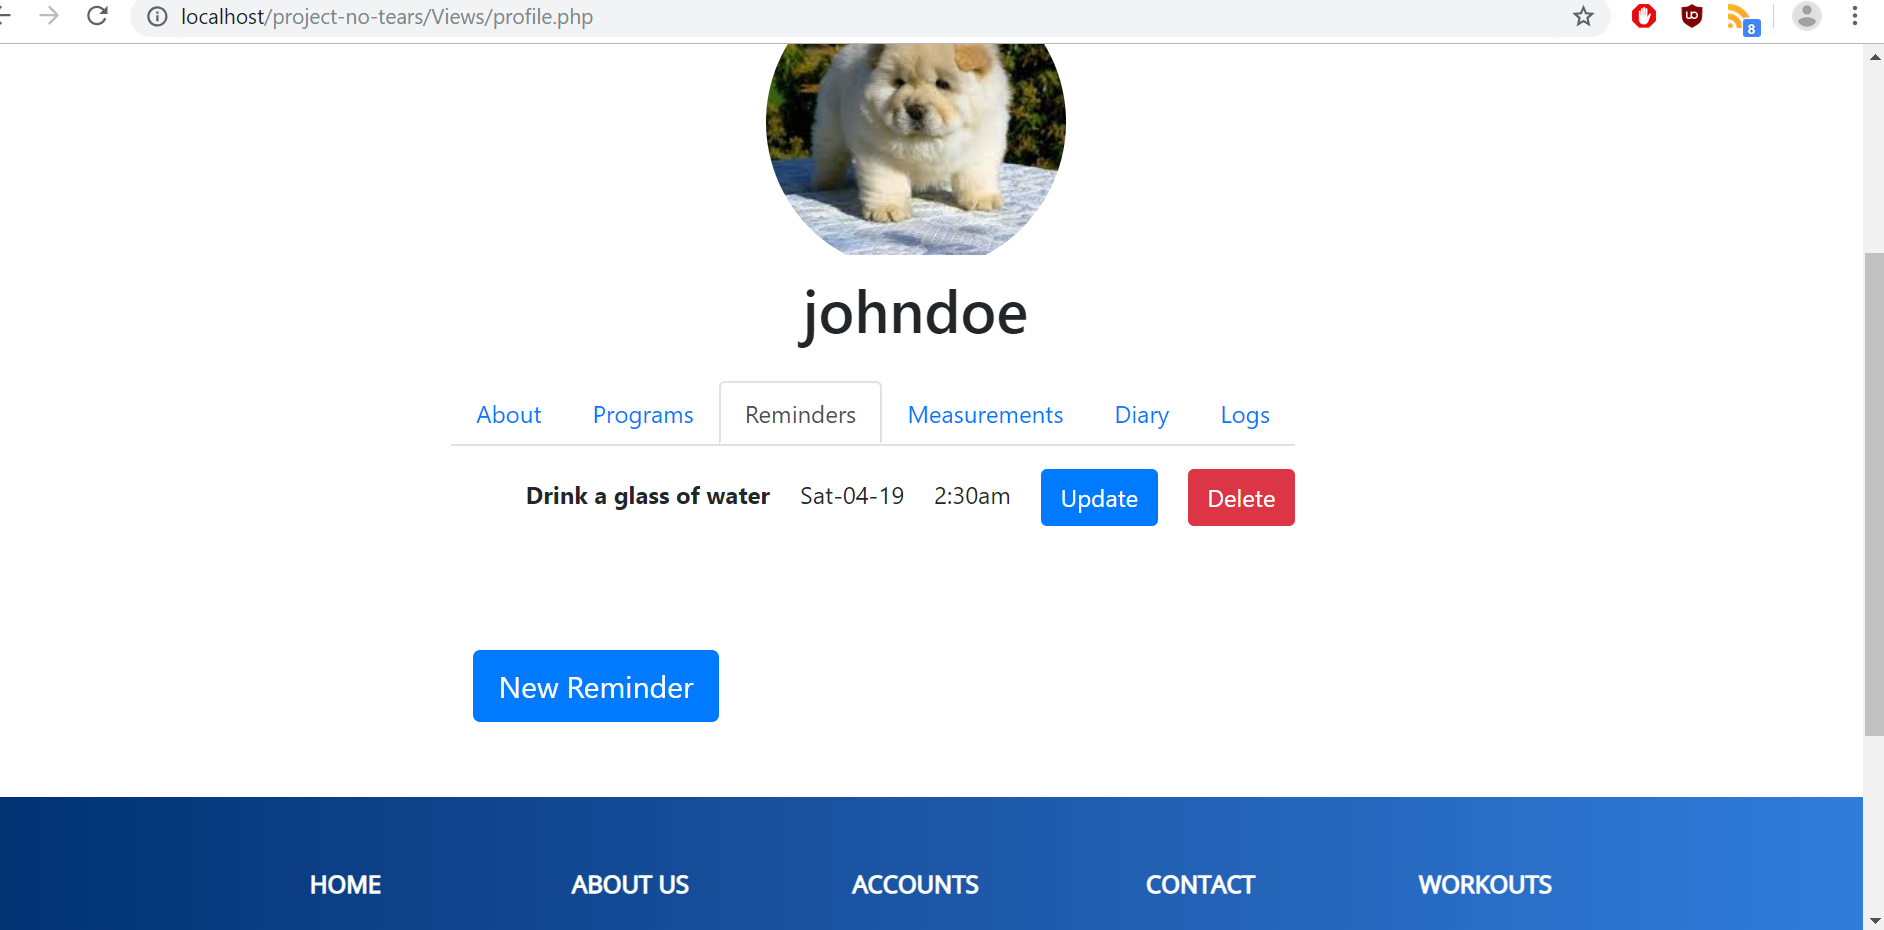 localhost/project-no-tears/Views/profile.php
8
johndoe
About Programs Reminders Measurements Diary Logs
Drink a glass of water Sat-04-19 2:30am Update Delete
New Reminder
HOME ABOUT US ACCOUNTS CONTACT WORKOUTS